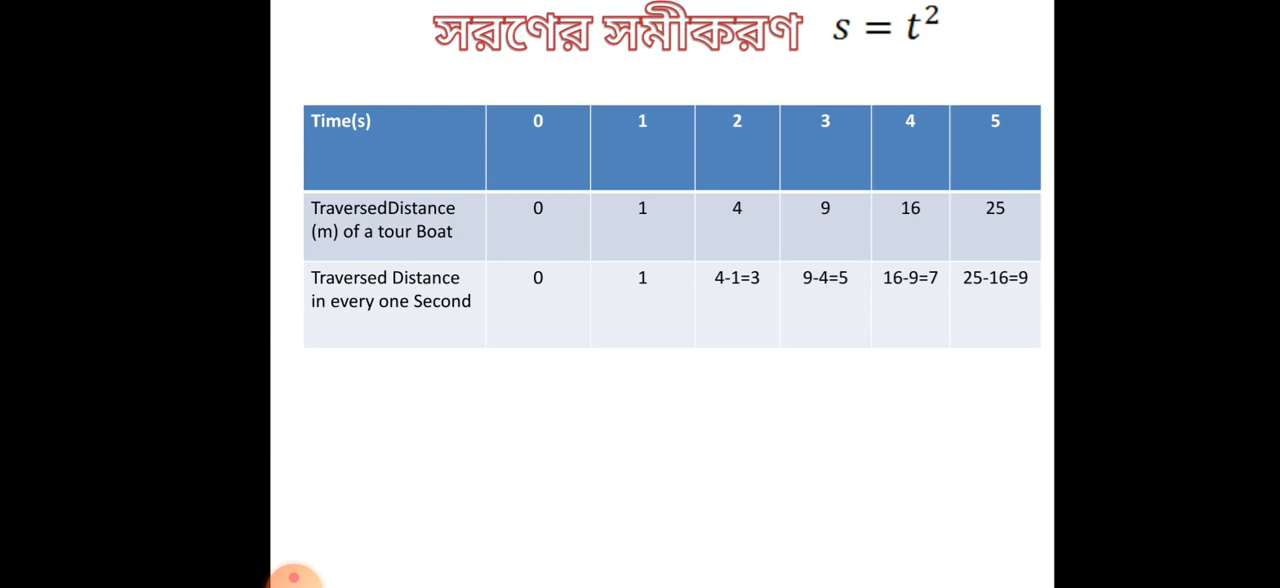 সরণের সমীকরণ s = t²
Time(s) 0 1 2 3 4 5
TraversedDistance (m) of a tour Boat 0 1 4 9 16 25
Traversed Distance in every one Second 0 1 4-1=3 9-4=5 16-9=7 25-16=9